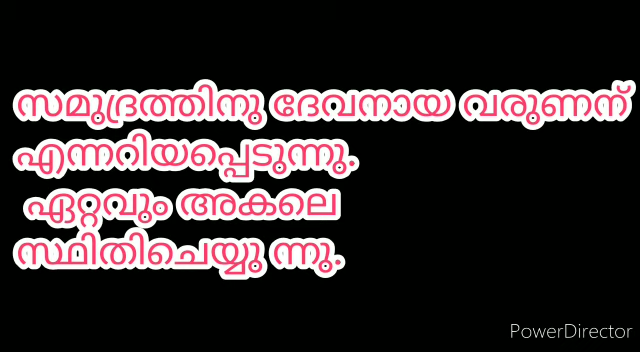 സമുദ്രത്തിനു ദേവനായ വരുണന്
എന്നറിയപ്പെടുന്നു.
ഏറ്റവും അകലെ
സ്ഥിതിചെയ്യു ന്നു.
PowerDirector